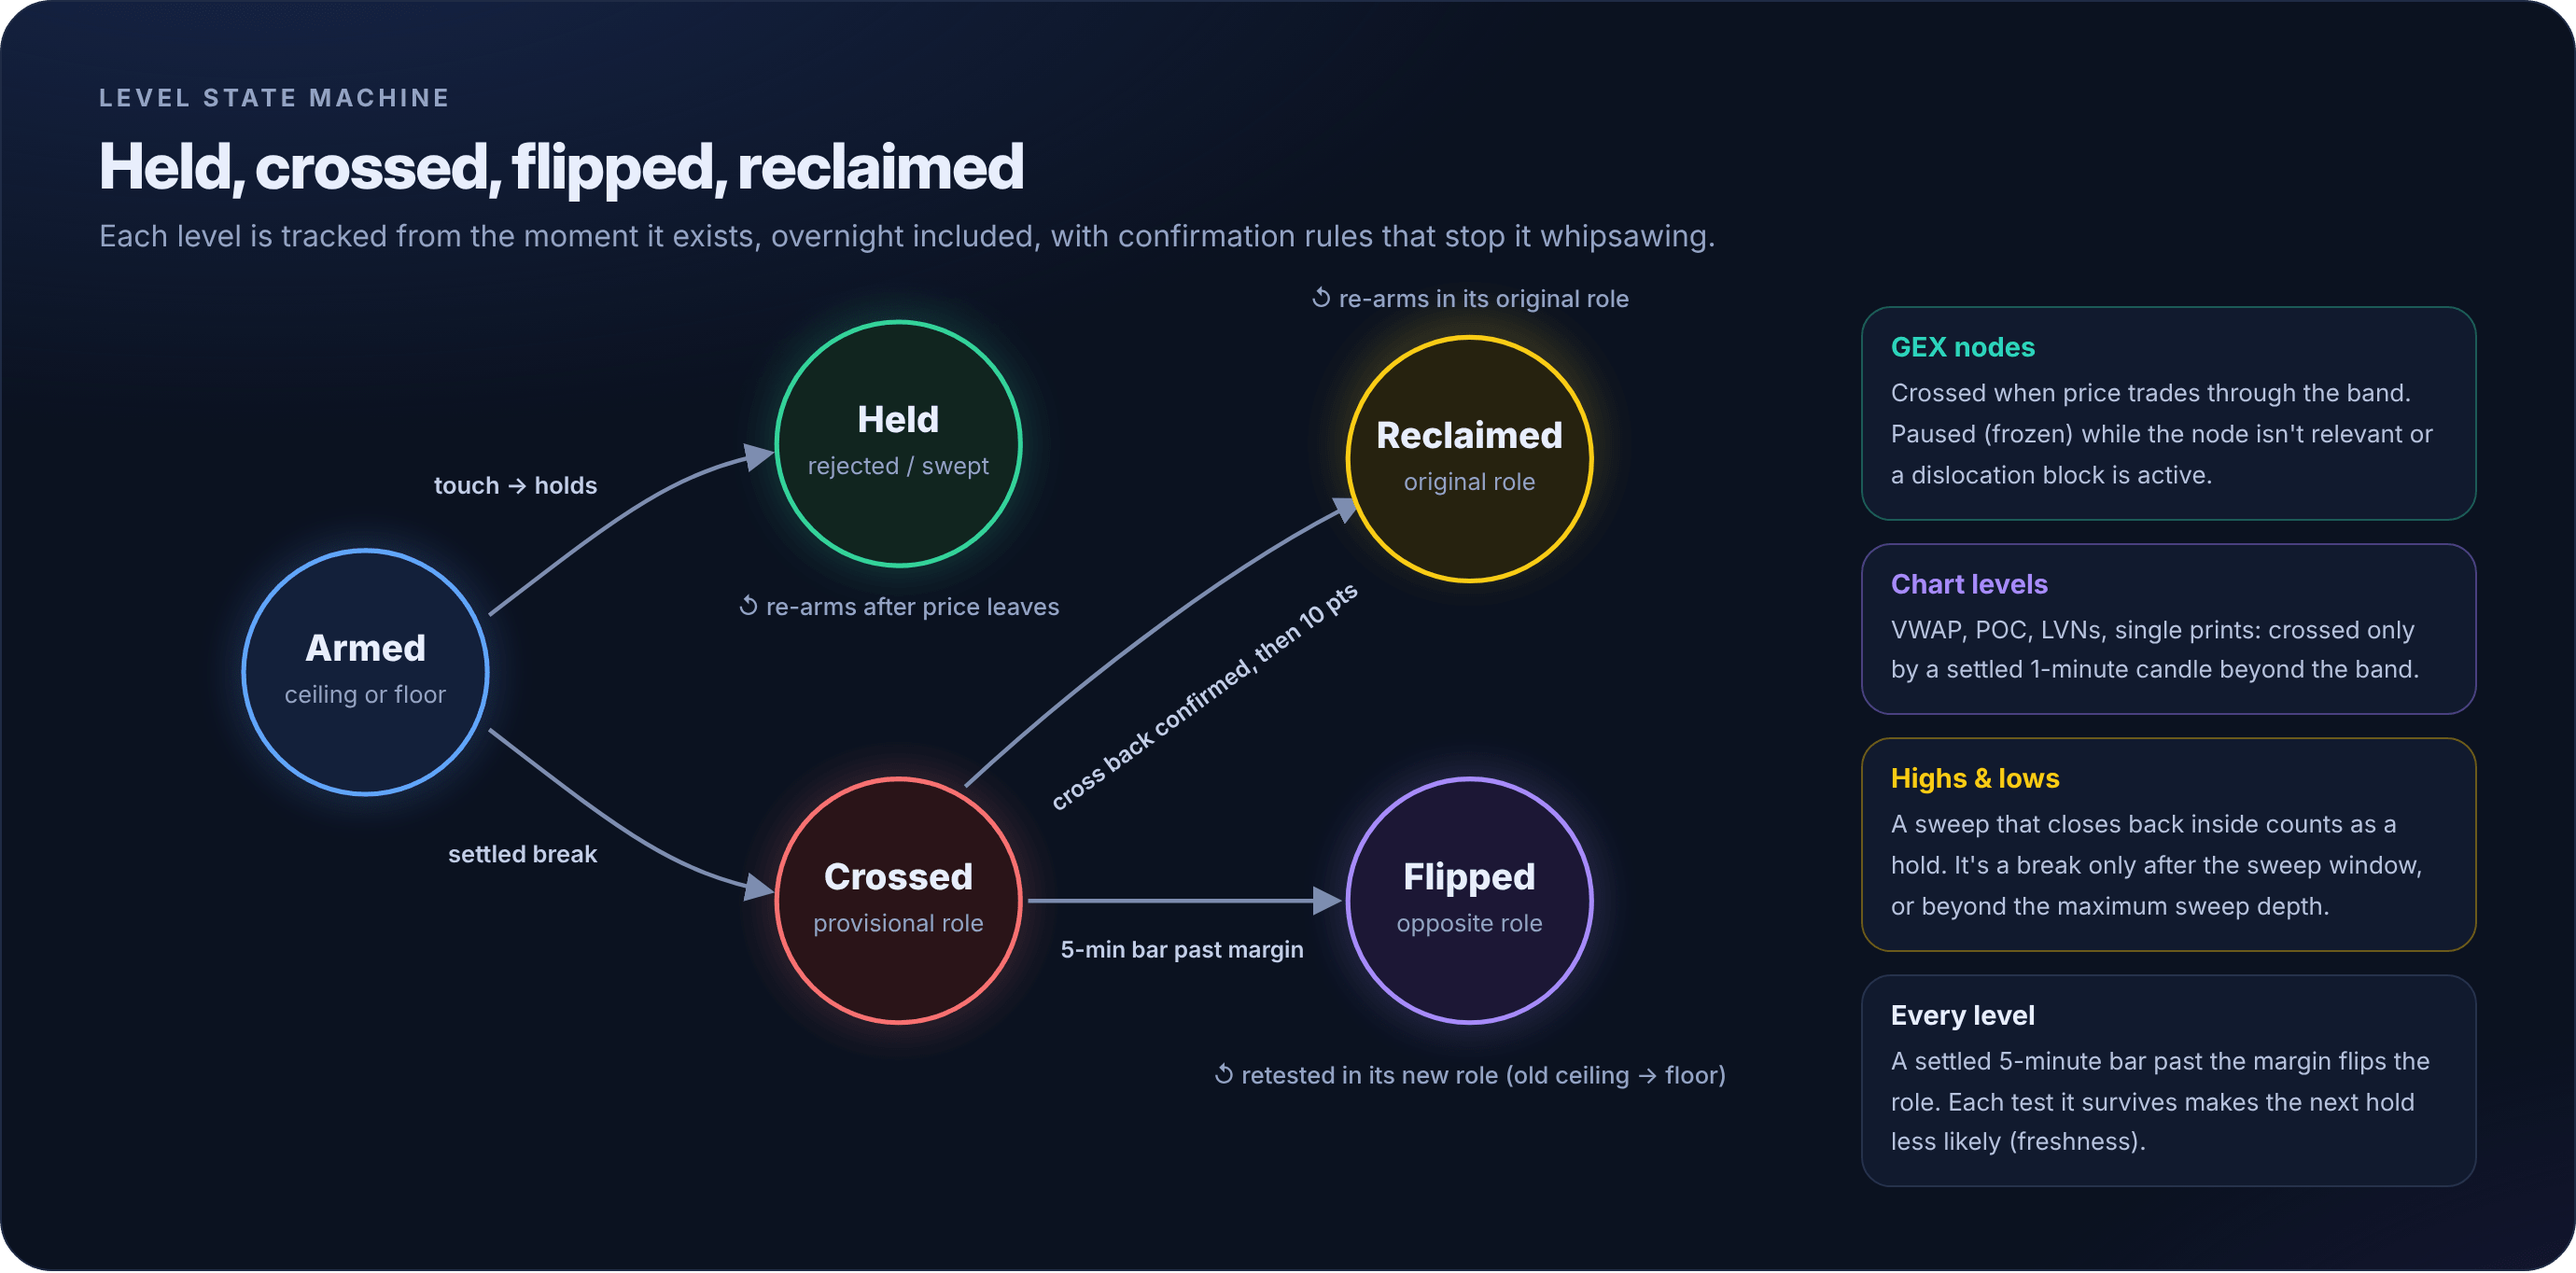 LEVEL STATE MACHINE
Held, crossed, flipped, reclaimed
Each level is tracked from the moment it exists, overnight included, with confirmation rules that stop it whipsawing.
↺ re-arms in its original role
Held
rejected / swept
Reclaimed
original role
touch → holds
↺ re-arms after price leaves
Armed
ceiling or floor
cross back confirmed, then 10 pts
settled break
Crossed
provisional role
Flipped
opposite role
5-min bar past margin
↺ retested in its new role (old ceiling → floor)
GEX nodes
Crossed when price trades through the band.
Paused (frozen) while the node isn't relevant or
a dislocation block is active.
Chart levels
VWAP, POC, LVNs, single prints: crossed only
by a settled 1-minute candle beyond the band.
Highs & lows
A sweep that closes back inside counts as a
hold. It's a break only after the sweep window,
or beyond the maximum sweep depth.
Every level
A settled 5-minute bar past the margin flips the
role. Each test it survives makes the next hold
less likely (freshness).